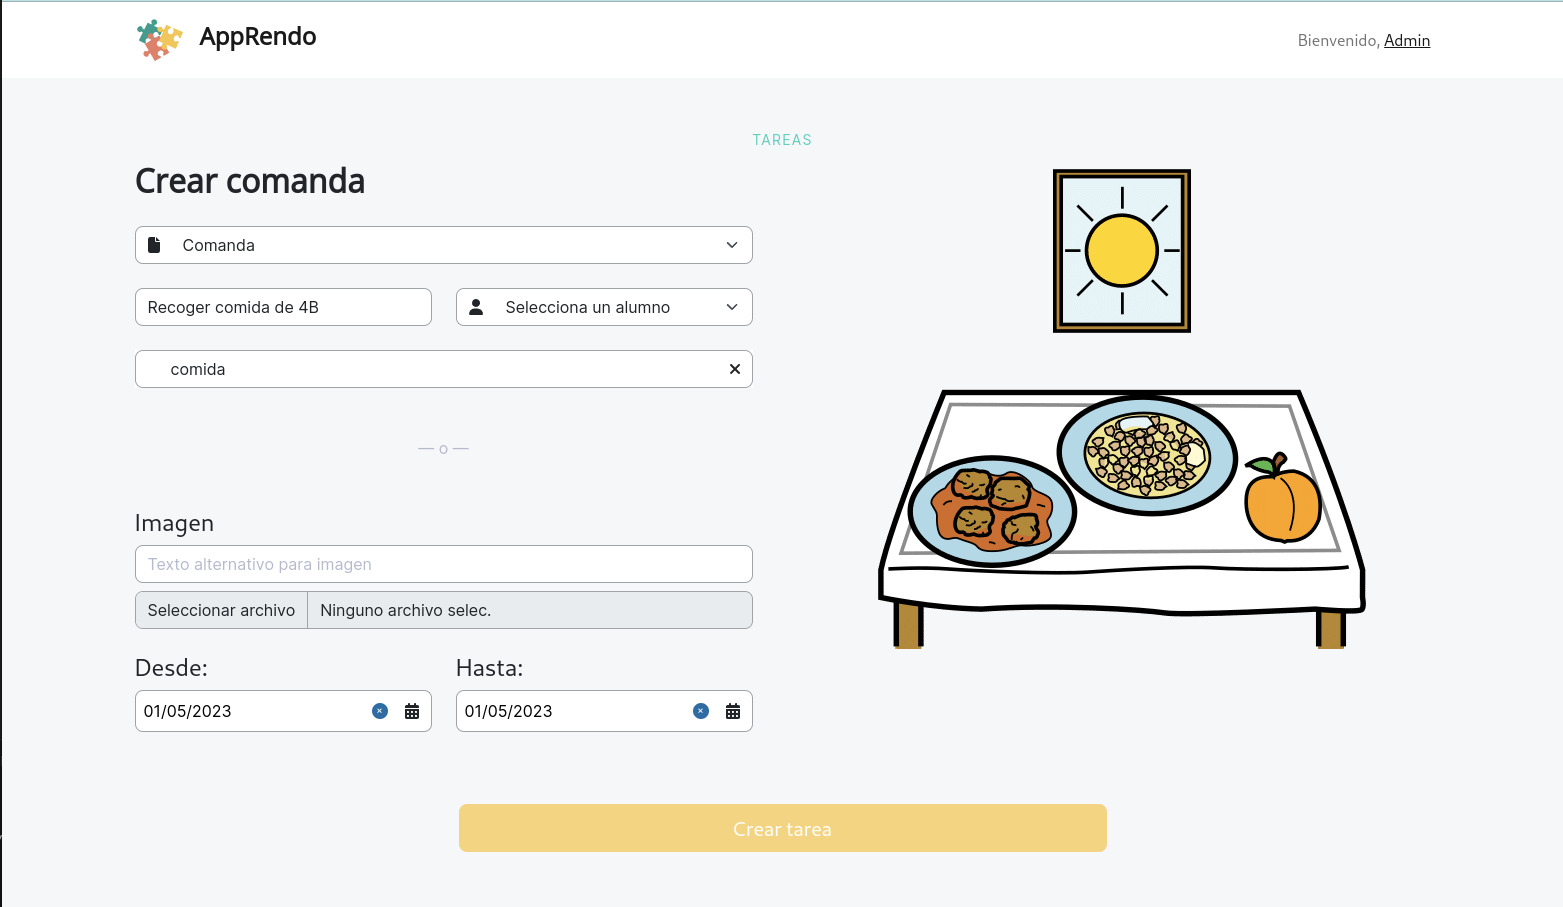 AppRendo
Bienvenido, Admin
TAREAS
Crear comanda
Comanda
Recoger comida de 4B
Selecciona un alumno
comida
— o —
Imagen
Texto alternativo para imagen
Seleccionar archivo
Ninguno archivo selec.
Desde:
Hasta:
01/05/2023
01/05/2023
Crear tarea